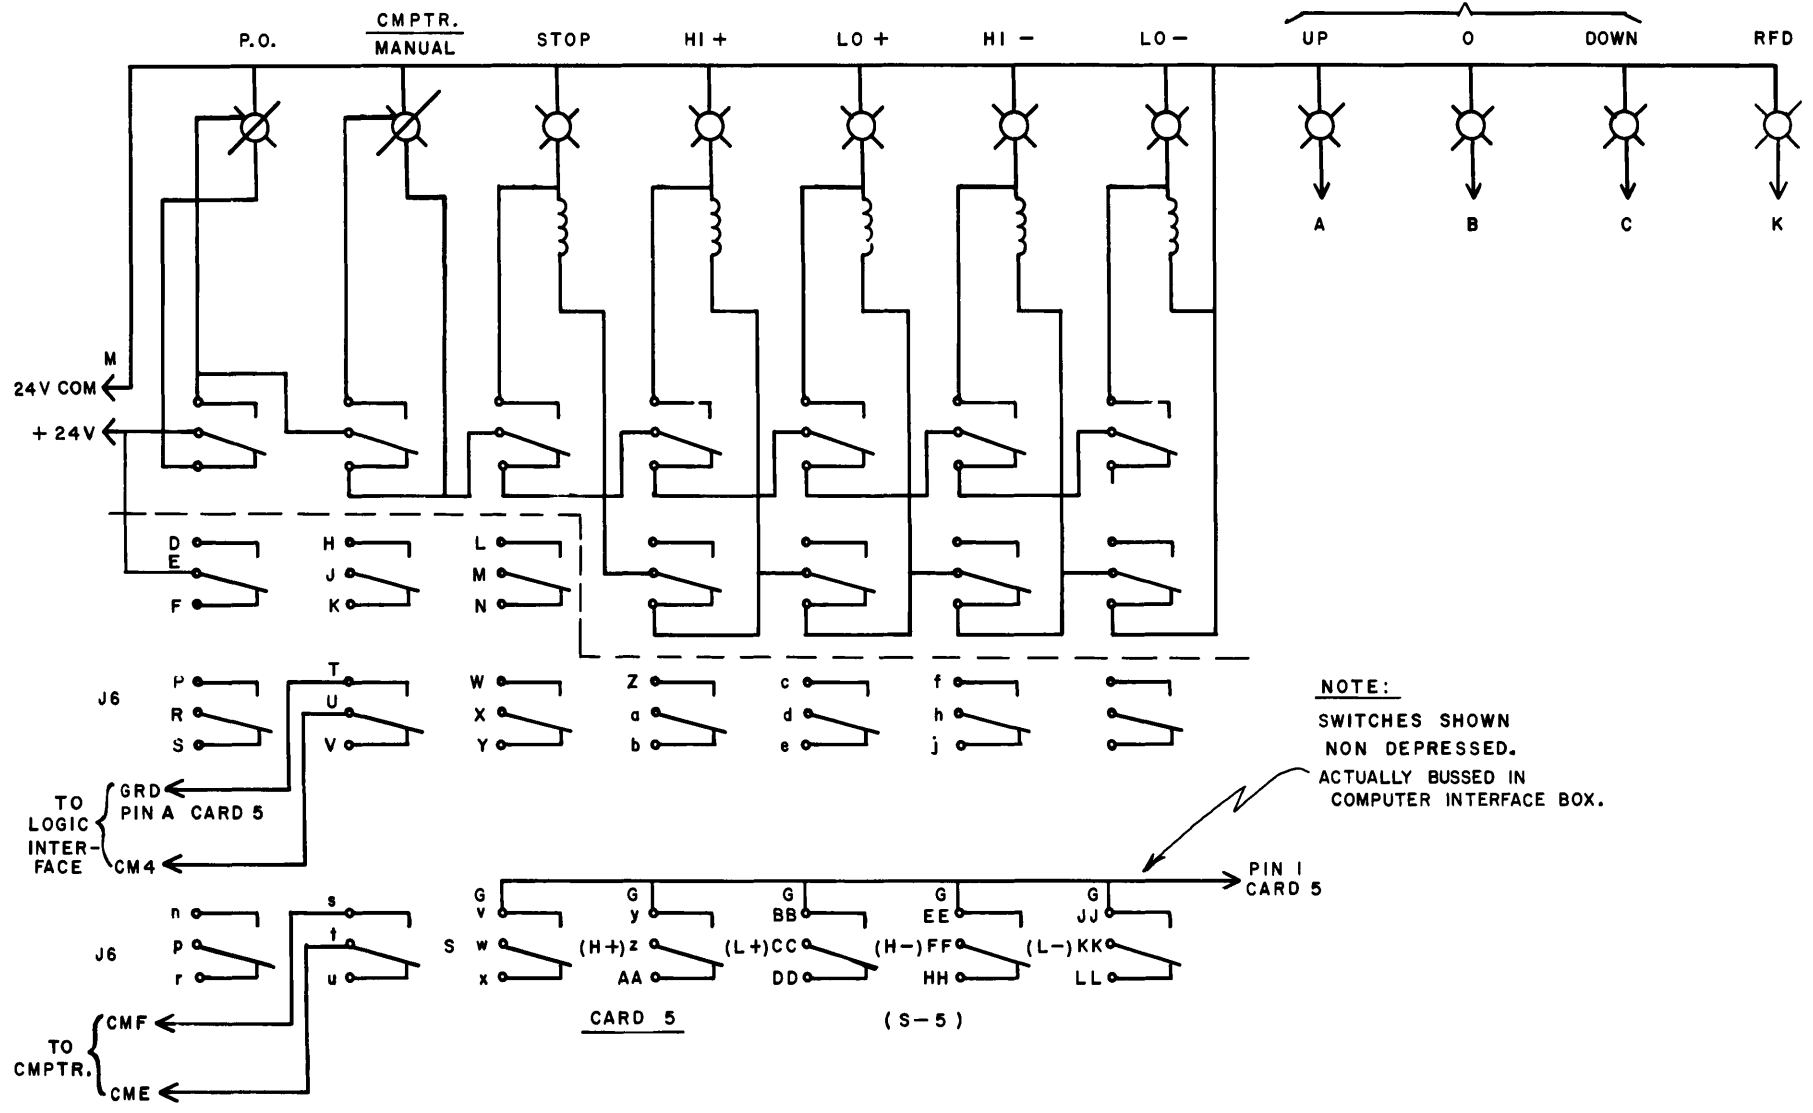 P.O.
CMPTR.
MANUAL
STOP
HI +
LO +
HI -
LO -
UP
O
DOWN
RFD
A
B
C
K
M
24V COM
+ 24V
D
E
F
H
J
K
L
M
N
J6
P
R
S
T
U
V
W
X
Y
Z
a
b
c
d
e
f
h
j
NOTE:
SWITCHES SHOWN
NON DEPRESSED.
ACTUALLY BUSSED IN
COMPUTER INTERFACE BOX.
TO
LOGIC
INTER-
FACE
GRD
PIN A CARD 5
CM4
PIN 1
CARD 5
J6
n
p
r
s
t
u
G
v
S w
x
G
y
(H+) z
AA
G
BB
(L+) CC
DD
G
EE
(H-) FF
HH
G
JJ
(L-) KK
LL
CARD 5
(S-5)
TO
CMPTR.
CMF
CME